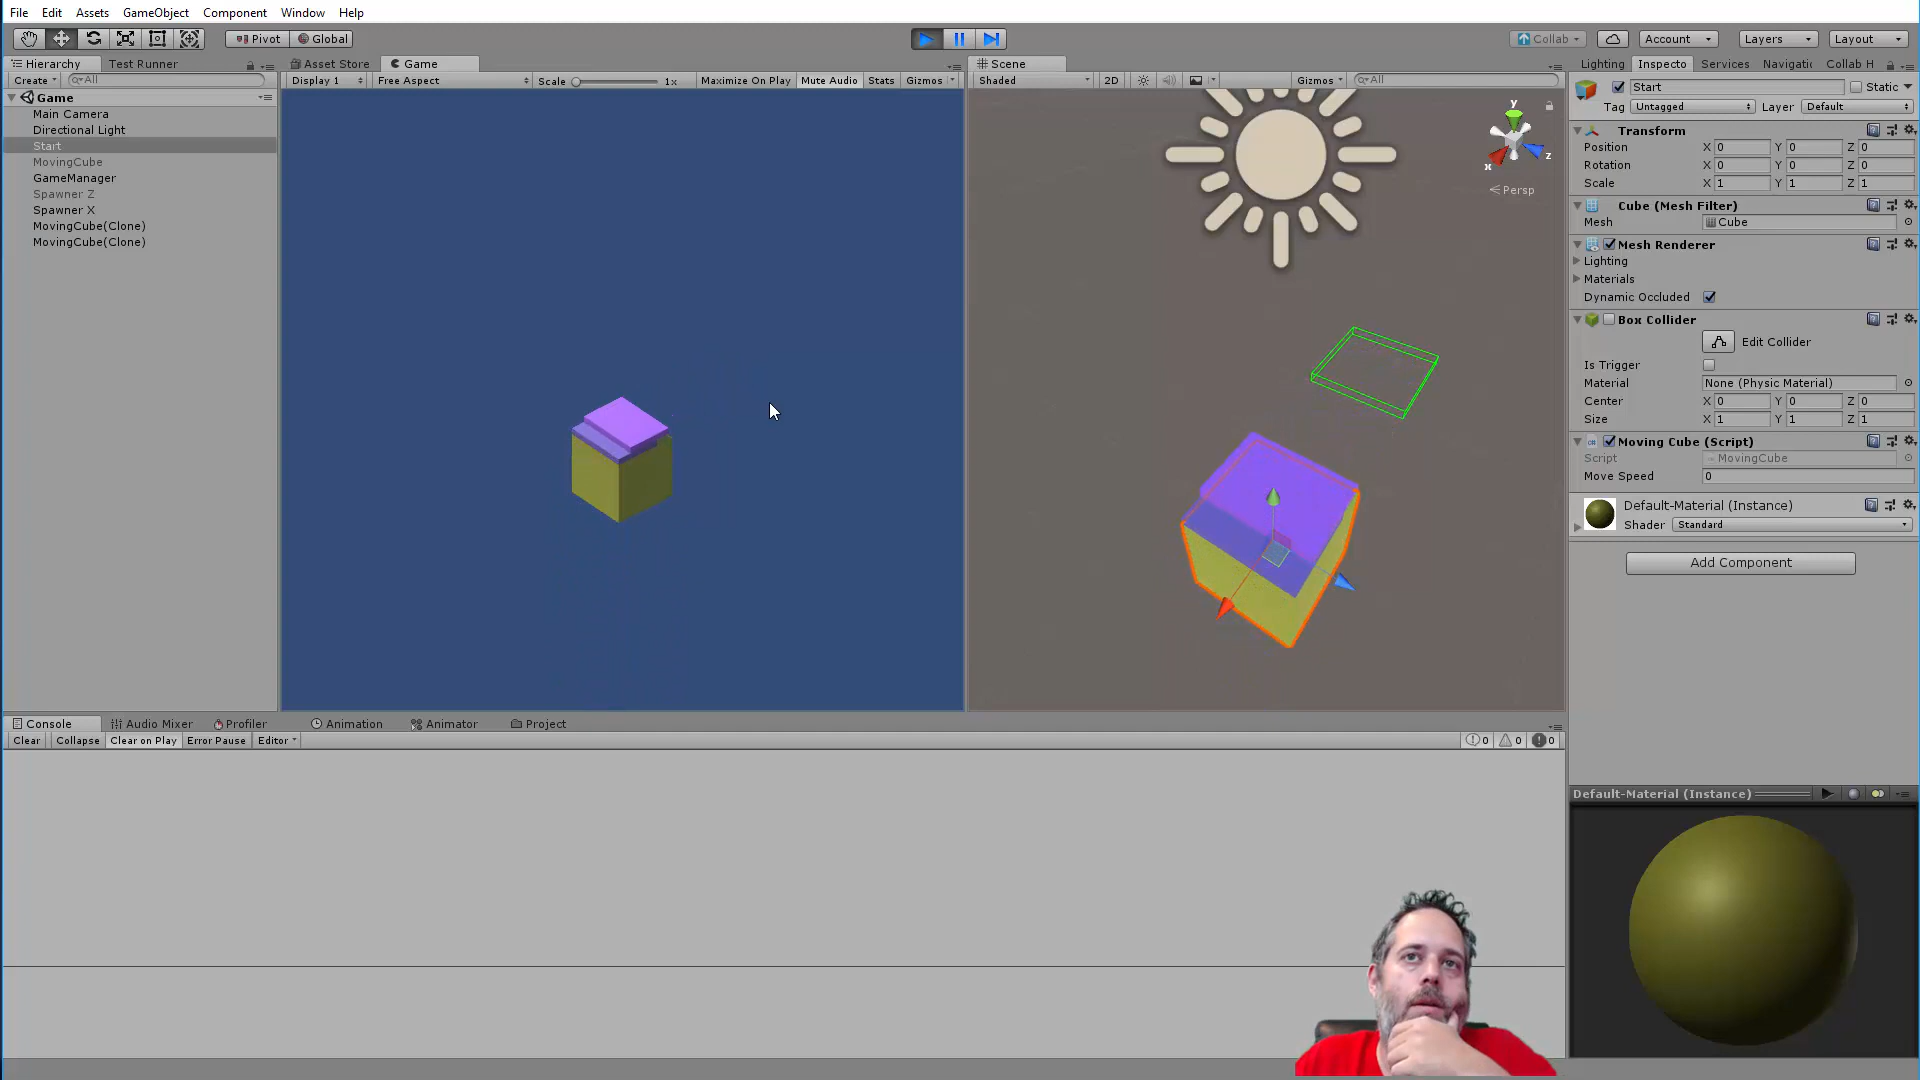 File Edit Assets GameObject Component Window Help
Pivot Global Collab Account Layers Layout
Hierarchy Test Runner Asset Store Game Scene Lighting Inspecto Services Navigatic Collab H
Create All Display 1 Free Aspect Scale 1x Maximize On Play Mute Audio Stats Gizmos Shaded 2D Gizmos All
Start Static
Game
Tag Untagged Layer Default
Main Camera
Directional Light
Start
MovingCube
GameManager
Spawner Z
Spawner X
MovingCube(Clone)
MovingCube(Clone)
y
x
z
Persp
Transform
Position X 0 Y 0 Z 0
Rotation X 0 Y 0 Z 0
Scale X 1 Y 1 Z 1
Cube (Mesh Filter)
Mesh Cube
Mesh Renderer
Lighting
Materials
Dynamic Occluded
Box Collider
Edit Collider
Is Trigger
Material None (Physic Material)
Center X 0 Y 0 Z 0
Size X 1 Y 1 Z 1
Moving Cube (Script)
Script MovingCube
Move Speed 0
Default-Material (Instance)
Shader Standard
Add Component
Console Audio Mixer Profiler Animation Animator Project
Clear Collapse Clear on Play Error Pause Editor 0 0 0
Default-Material (Instance)